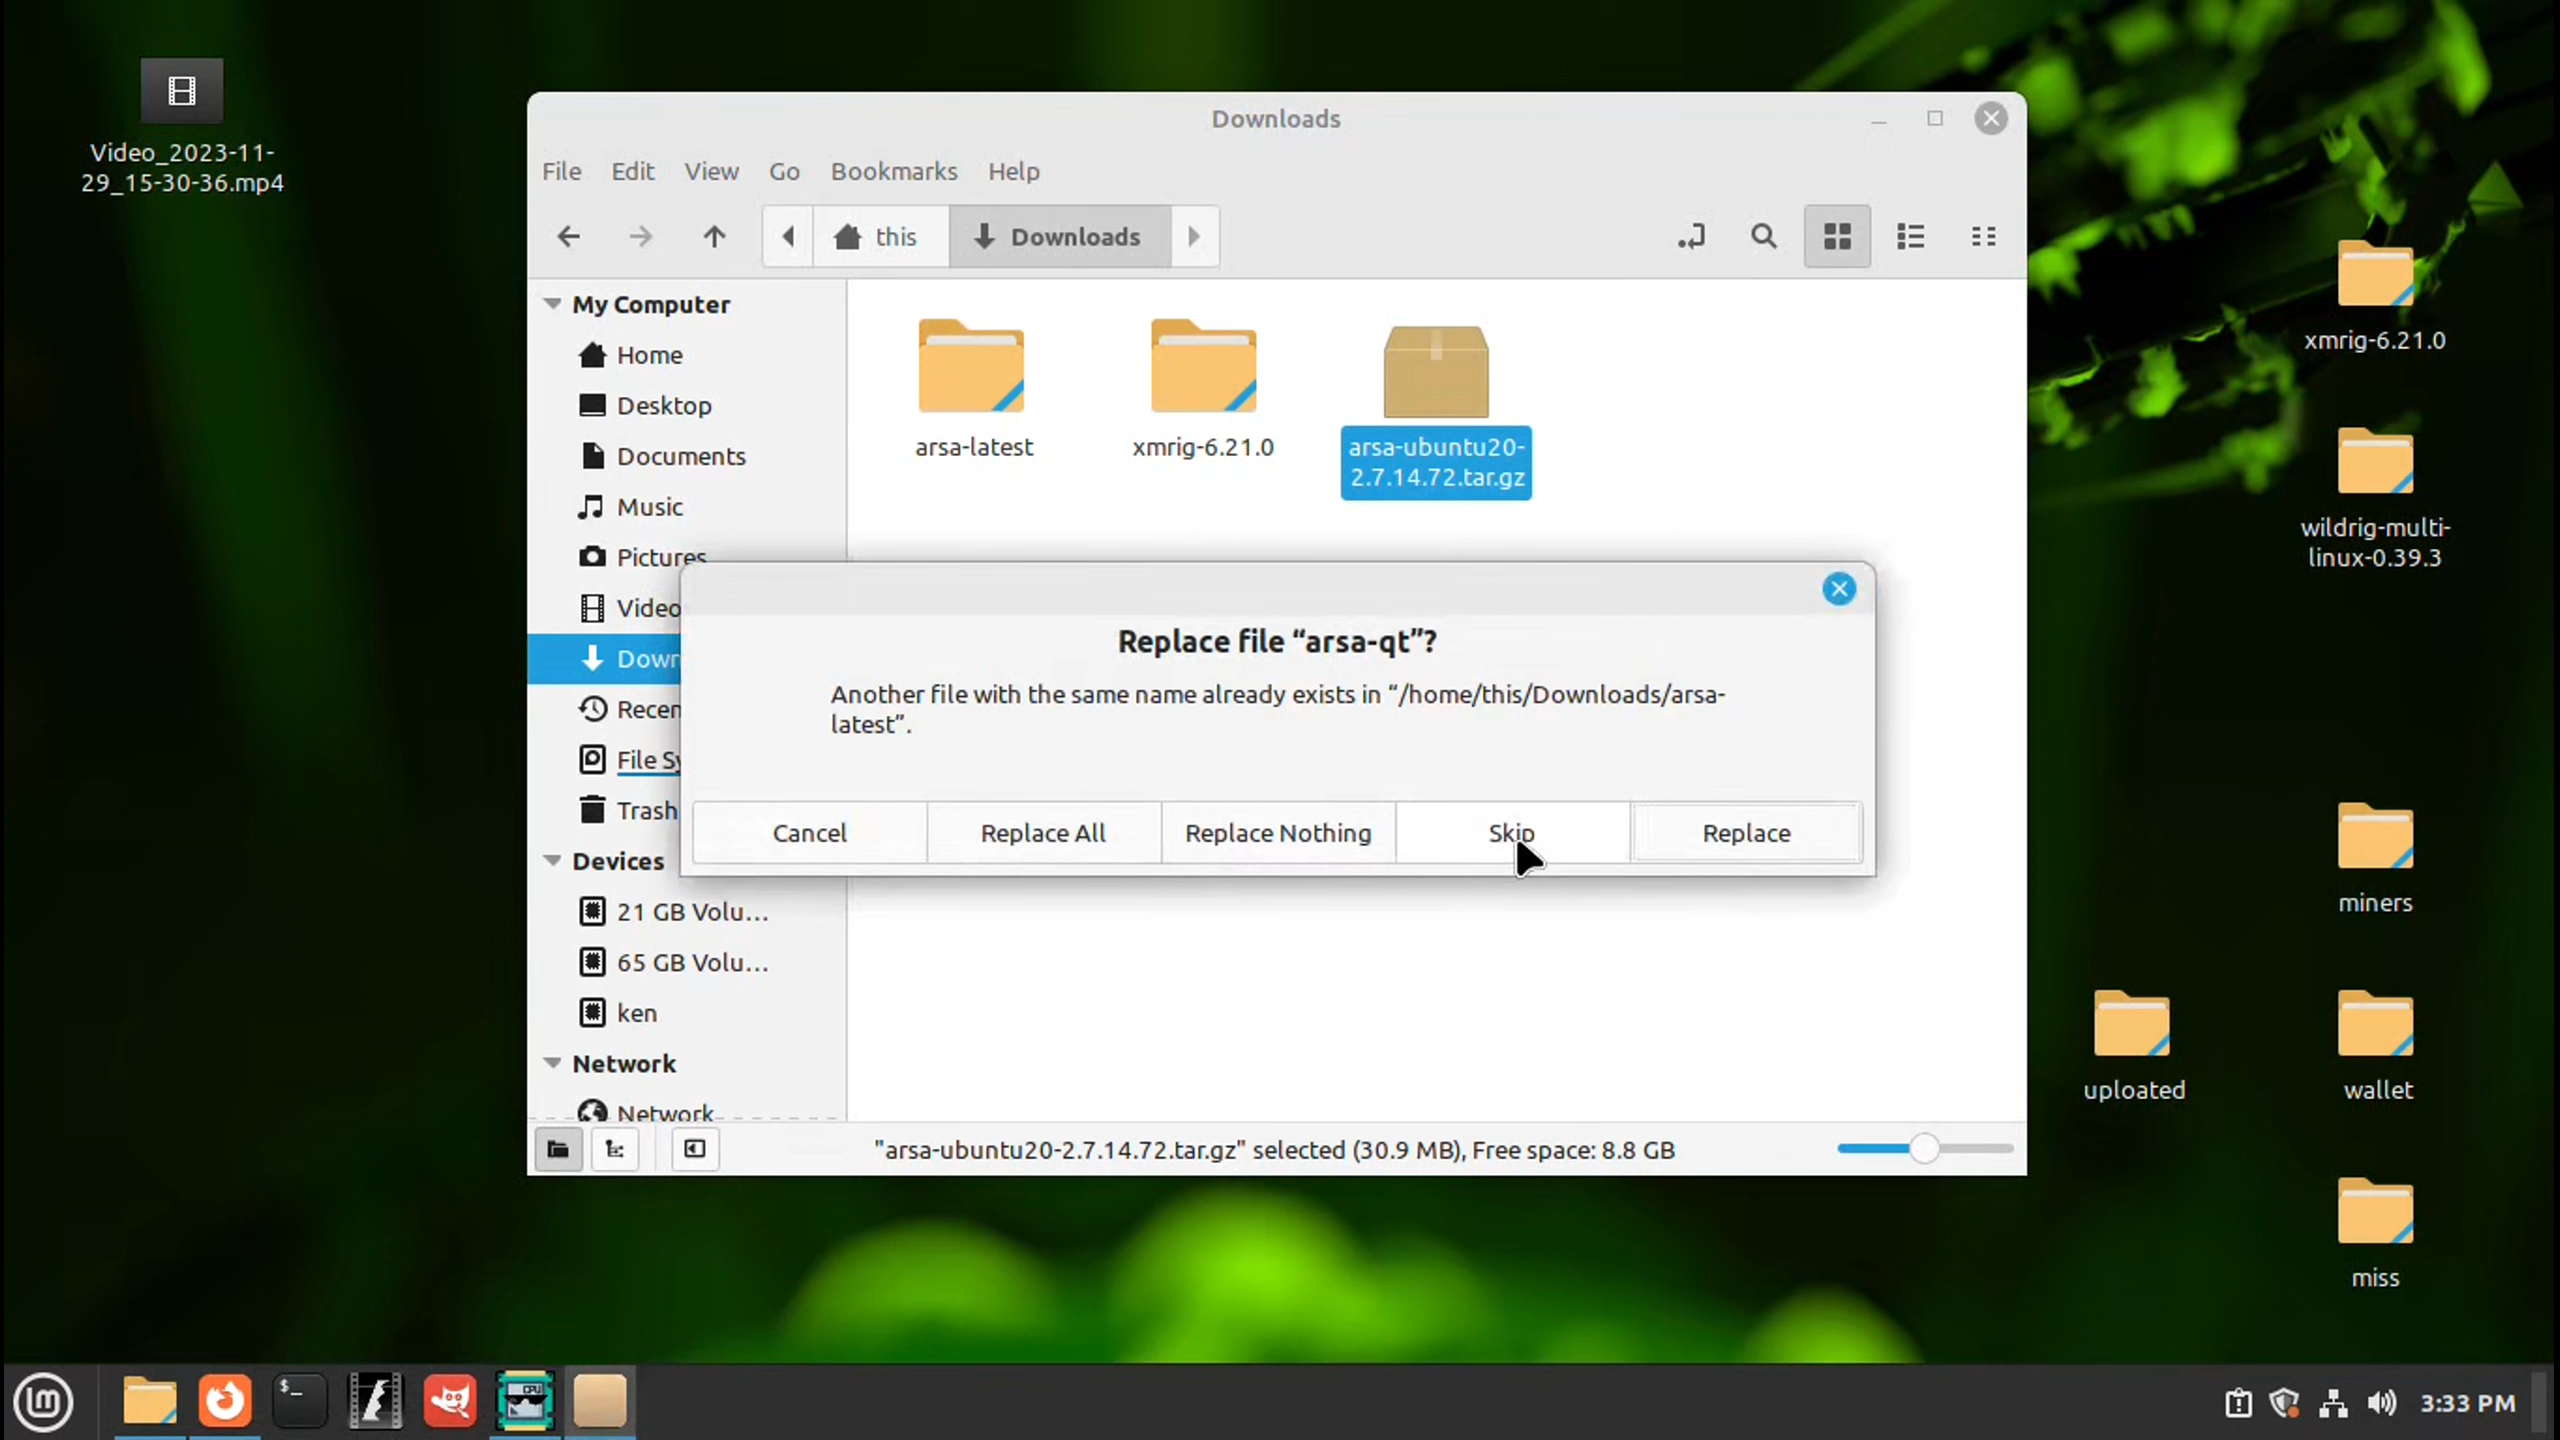 Video_2023-11-
29_15-30-36.mp4
Downloads
File Edit View Go Bookmarks Help
this
Downloads
My Computer
Home
Desktop
Documents
Music
Pictures
Video
Down
Recen
File Sy
Trash
Devices
21 GB Volu...
65 GB Volu...
ken
Network
Network
arsa-latest
xmrig-6.21.0
arsa-ubuntu20-
2.7.14.72.tar.gz
Replace file “arsa-qt”?
Another file with the same name already exists in “/home/this/Downloads/arsa-
latest”.
Cancel
Replace All
Replace Nothing
Skip
Replace
"arsa-ubuntu20-2.7.14.72.tar.gz" selected (30.9 MB), Free space: 8.8 GB
xmrig-6.21.0
wildrig-multi-
linux-0.39.3
miners
uploaded
wallet
miss
$_
CPU
3:33 PM